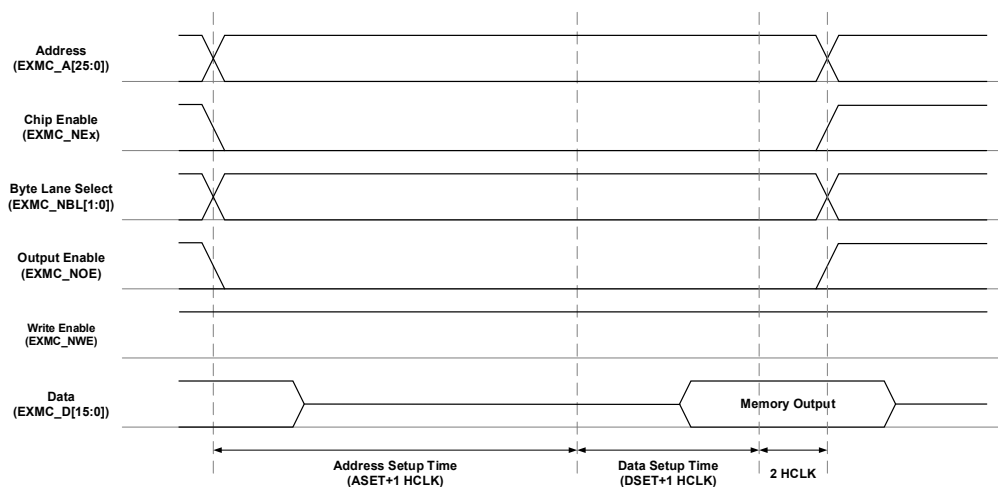 Address
(EXMC_A[25:0])
Chip Enable
(EXMC_NEx)
Byte Lane Select
(EXMC_NBL[1:0])
Output Enable
(EXMC_NOE)
Write Enable
(EXMC_NWE)
Data
(EXMC_D[15:0])
Memory Output
Address Setup Time
(ASET+1 HCLK)
Data Setup Time
(DSET+1 HCLK)
2 HCLK